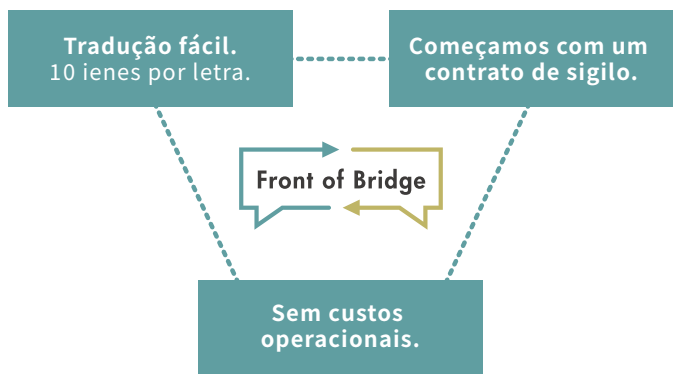 Tradução fácil.
10 ienes por letra.
Começamos com um
contrato de sigilo.
Front of Bridge
Sem custos
operacionais.